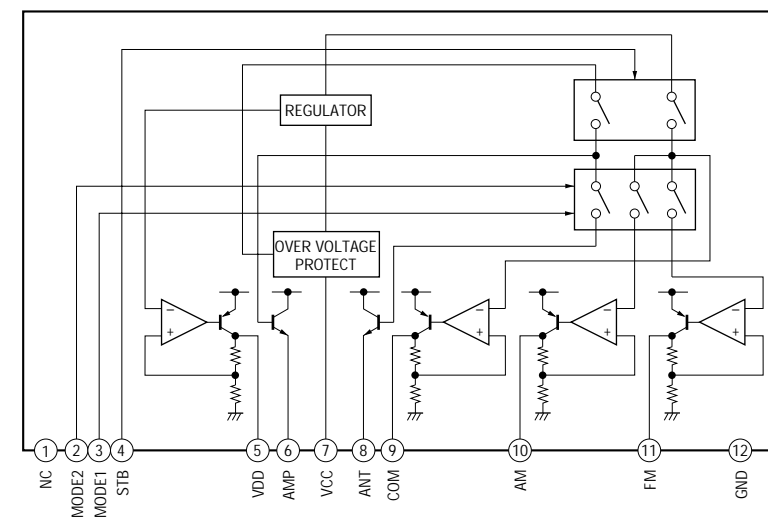 REGULATOR
OVER VOLTAGE
PROTECT
−
+
−
+
−
+
−
+
1
2
3
4
5
6
7
8
9
10
11
12
NC
MODE2
MODE1
STB
VDD
AMP
VCC
ANT
COM
AM
FM
GND